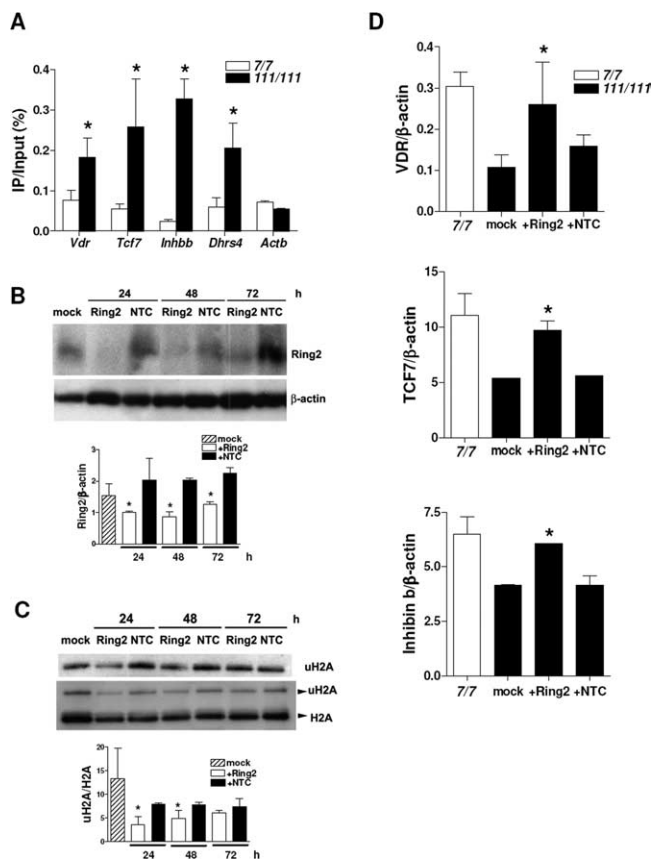 A
7/7
111/111
IP/Input (%)
0.4
0.3
0.2
0.1
0.0
*
*
*
*
Vdr Tcf7 Inhbb Dhrs4 Actb
B
24 48 72 h
mock Ring2 NTC Ring2 NTC Ring2 NTC
Ring2
β-actin
mock
+Ring2
+NTC
Ring2/β-actin
3
2
1
0
* * *
24 48 72 h
C
24 48 72 h
mock Ring2 NTC Ring2 NTC Ring2 NTC
uH2A
uH2A
H2A
mock
+Ring2
+NTC
uH2A/H2A
20
15
10
5
0
* *
24 48 72 h
D
7/7
111/111
VDR/β-actin
0.4
0.3
0.2
0.1
0.0
*
7/7 mock +Ring2 +NTC
TCF7/β-actin
15
10
5
0
*
7/7 mock +Ring2 +NTC
Inhibin b/β-actin
7.5
5.0
2.5
0.0
*
7/7 mock +Ring2 +NTC